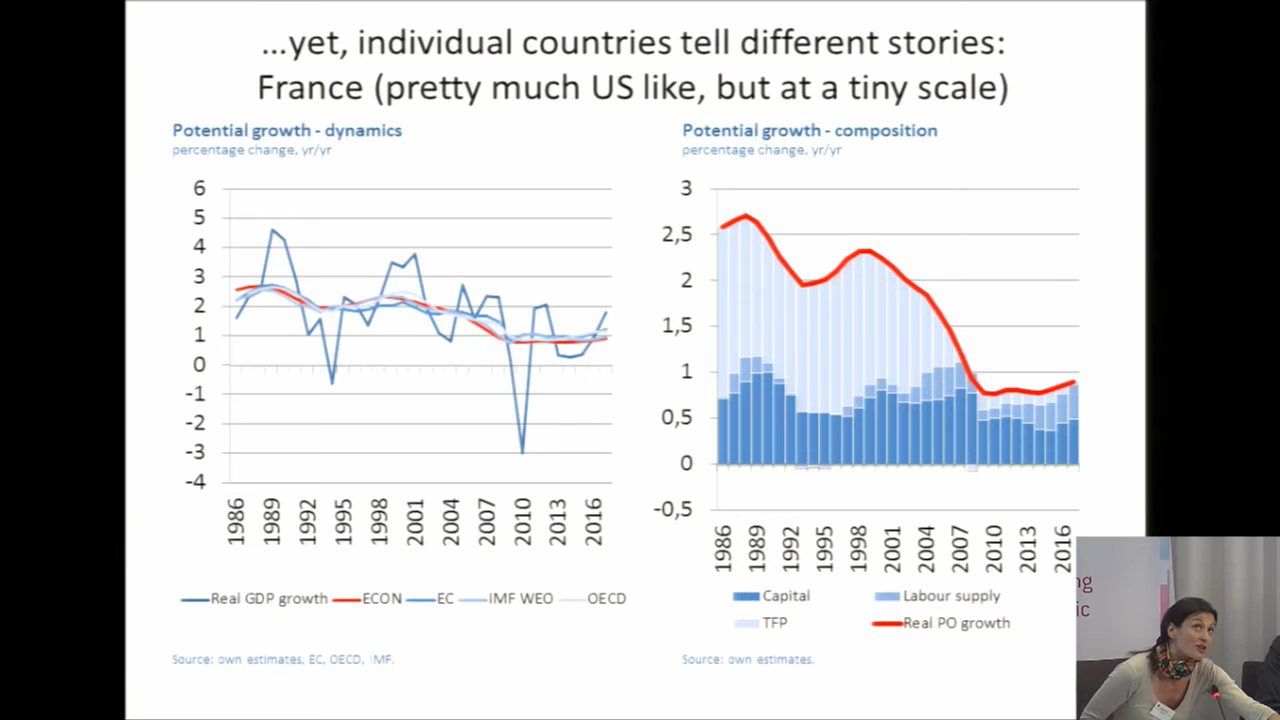 ...yet, individual countries tell different stories:
France (pretty much US like, but at a tiny scale)
Potential growth - dynamics
percentage change, yr/yr
6
5
4
3
2
1
0
-1
-2
-3
-4
1986
1989
1992
1995
1998
2001
2004
2007
2010
2013
2016
Real GDP growth
ECON
EC
IMF WEO
OECD
Source: own estimates, EC, OECD, IMF.
Potential growth - composition
percentage change, yr/yr
3
2,5
2
1,5
1
0,5
0
-0,5
1986
1989
1992
1995
1998
2001
2004
2007
2010
2013
2016
Capital
Labour supply
TFP
Real PO growth
Source: own estimates.
ng
ic